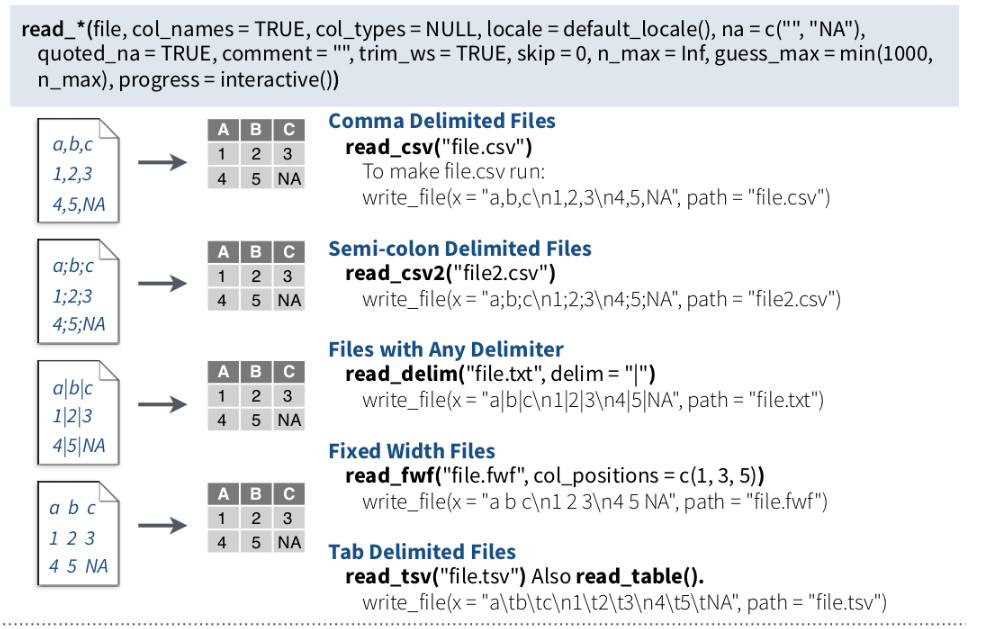 read_*(file, col_names = TRUE, col_types = NULL, locale = default_locale(), na = c("", "NA"),
quoted_na = TRUE, comment = "", trim_ws = TRUE, skip = 0, n_max = Inf, guess_max = min(1000,
n_max), progress = interactive())
a,b,c
1,2,3
4,5,NA
A B C
1 2 3
4 5 NA
Comma Delimited Files
read_csv("file.csv")
To make file.csv run:
write_file(x = "a,b,c\n1,2,3\n4,5,NA", path = "file.csv")
a;b;c
1;2;3
4;5;NA
A B C
1 2 3
4 5 NA
Semi-colon Delimited Files
read_csv2("file2.csv")
write_file(x = "a;b;c\n1;2;3\n4;5;NA", path = "file2.csv")
a|b|c
1|2|3
4|5|NA
A B C
1 2 3
4 5 NA
Files with Any Delimiter
read_delim("file.txt", delim = "|")
write_file(x = "a|b|c\n1|2|3\n4|5|NA", path = "file.txt")
a b c
1 2 3
4 5 NA
A B C
1 2 3
4 5 NA
Fixed Width Files
read_fwf("file.fwf", col_positions = c(1, 3, 5))
write_file(x = "a b c\n1 2 3\n4 5 NA", path = "file.fwf")
Tab Delimited Files
read_tsv("file.tsv") Also read_table().
write_file(x = "a\tb\tc\n1\t2\t3\n4\t5\tNA", path = "file.tsv")